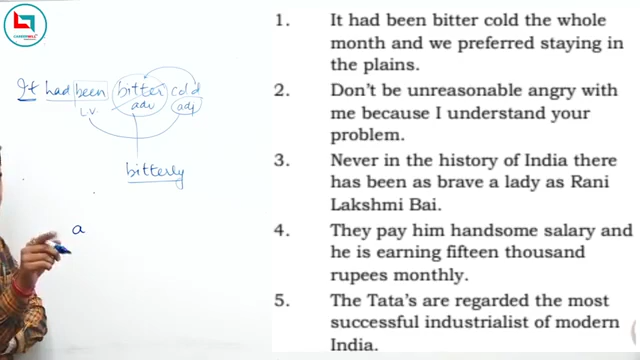 CAREERWILL
It had been bitter cold
L.V. adv adj
bitterly
a
1. It had been bitter cold the whole
month and we preferred staying in
the plains.
2. Don't be unreasonable angry with
me because I understand your
problem.
3. Never in the history of India there
has been as brave a lady as Rani
Lakshmi Bai.
4. They pay him handsome salary and
he is earning fifteen thousand
rupees monthly.
5. The Tata's are regarded the most
successful industrialist of modern
India.